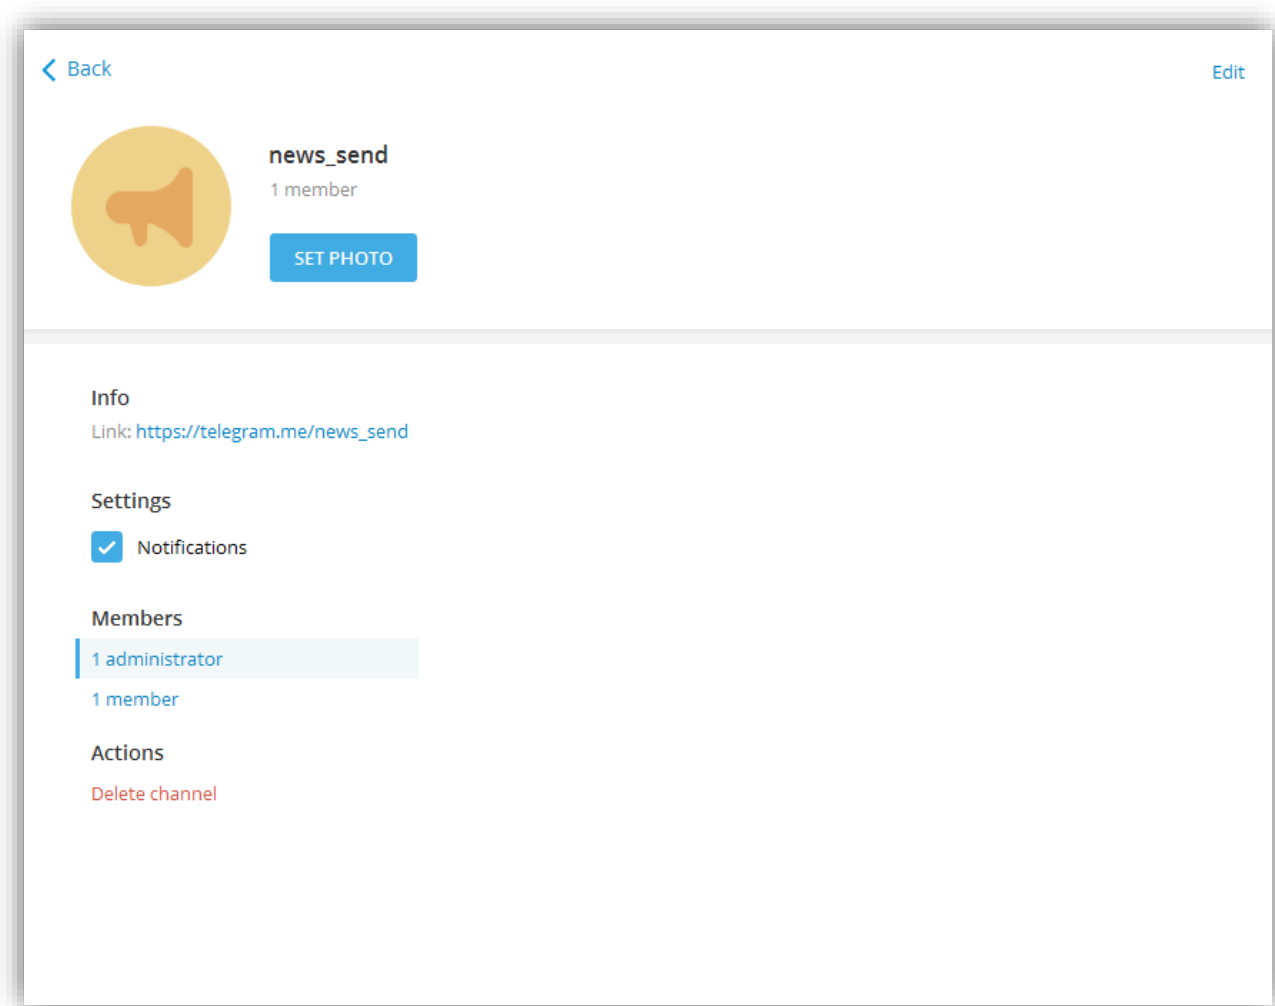 Back
Edit
news_send
1 member
SET PHOTO
Info
Link: https://telegram.me/news_send
Settings
Notifications
Members
1 administrator
1 member
Actions
Delete channel